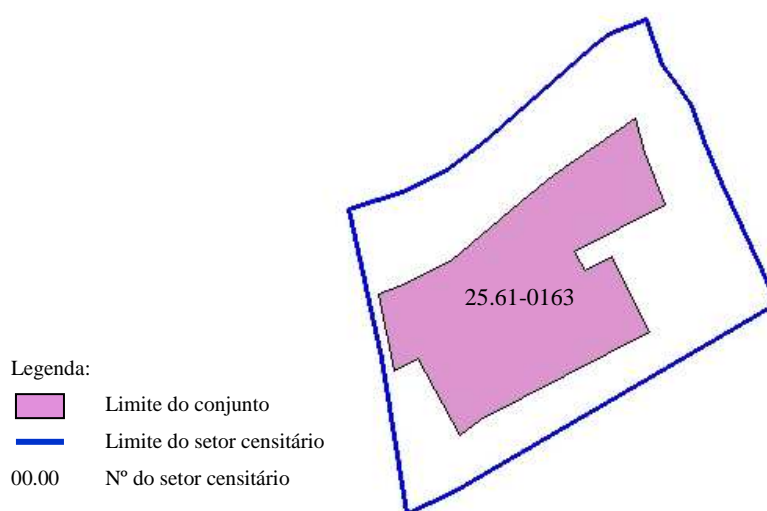 25.61-0163
Legenda:
Limite do conjunto
Limite do setor censitário
00.00 Nº do setor censitário